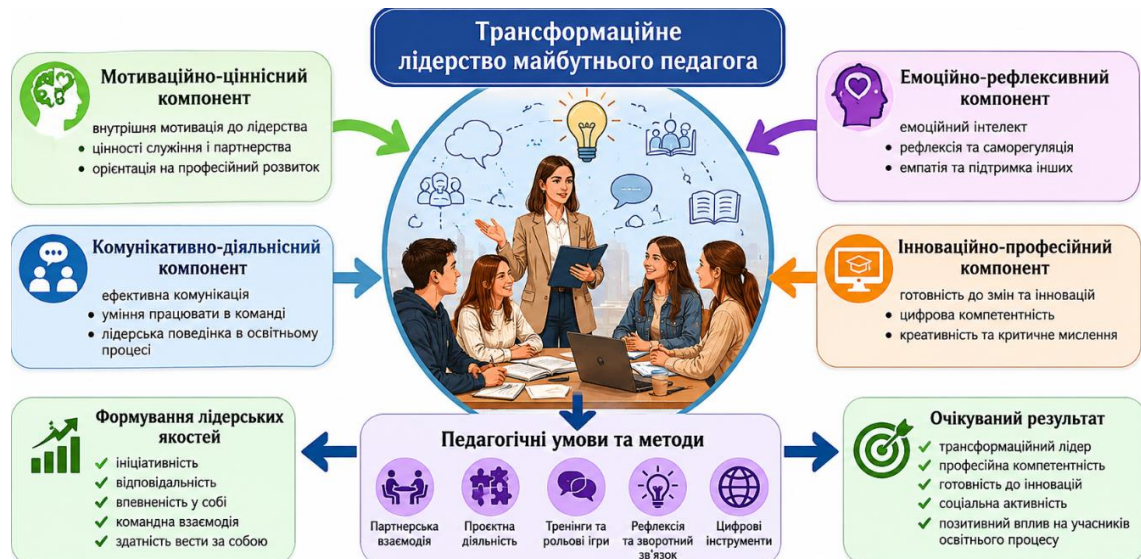 Трансформаційне
лідерство майбутнього педагога
Мотиваційно-ціннісний
компонент
внутрішня мотивація до лідерства
• цінності служіння і партнерства
• орієнтація на професійний розвиток
Емоційно-рефлексивний
компонент
емоційний інтелект
• рефлексія та саморегуляція
• емпатія та підтримка інших
Комунікативно-діяльнісний
компонент
ефективна комунікація
• уміння працювати в команді
• лідерська поведінка в освітньому
процесі
Інноваційно-професійний
компонент
готовність до змін та інновацій
• цифрова компетентність
• креативність та критичне мислення
Формування лідерських
якостей
✓ ініціативність
✓ відповідальність
✓ впевненість у собі
✓ командна взаємодія
✓ здатність вести за собою
Педагогічні умови та методи
Партнерська
взаємодія
Проєктна
діяльність
Тренінги та
рольові ігри
Рефлексія
та зворотний
зв'язок
Цифрові
інструменти
Очікуваний результат
✓ трансформаційний лідер
✓ професійна компетентність
✓ готовність до інновацій
✓ соціальна активність
✓ позитивний вплив на учасників
освітнього процесу